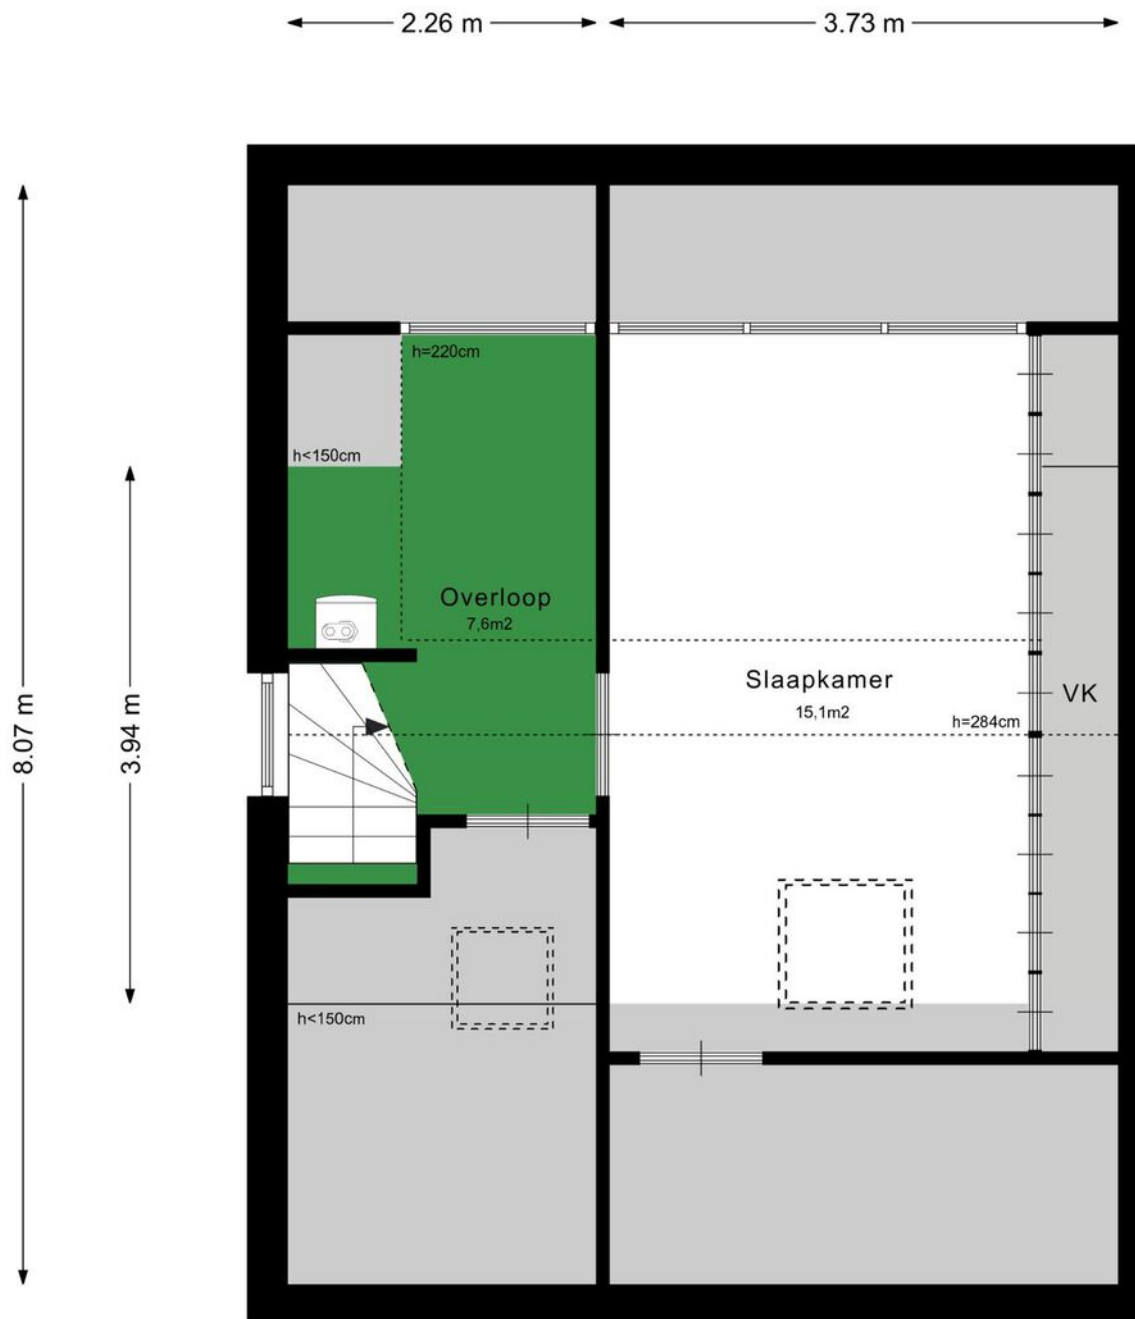 2.26 m
3.73 m
h=220cm
h<150cm
Overloop
7,6m2
Slaapkamer
15,1m2
VK
h=284cm
8.07 m
3.94 m
h<150cm